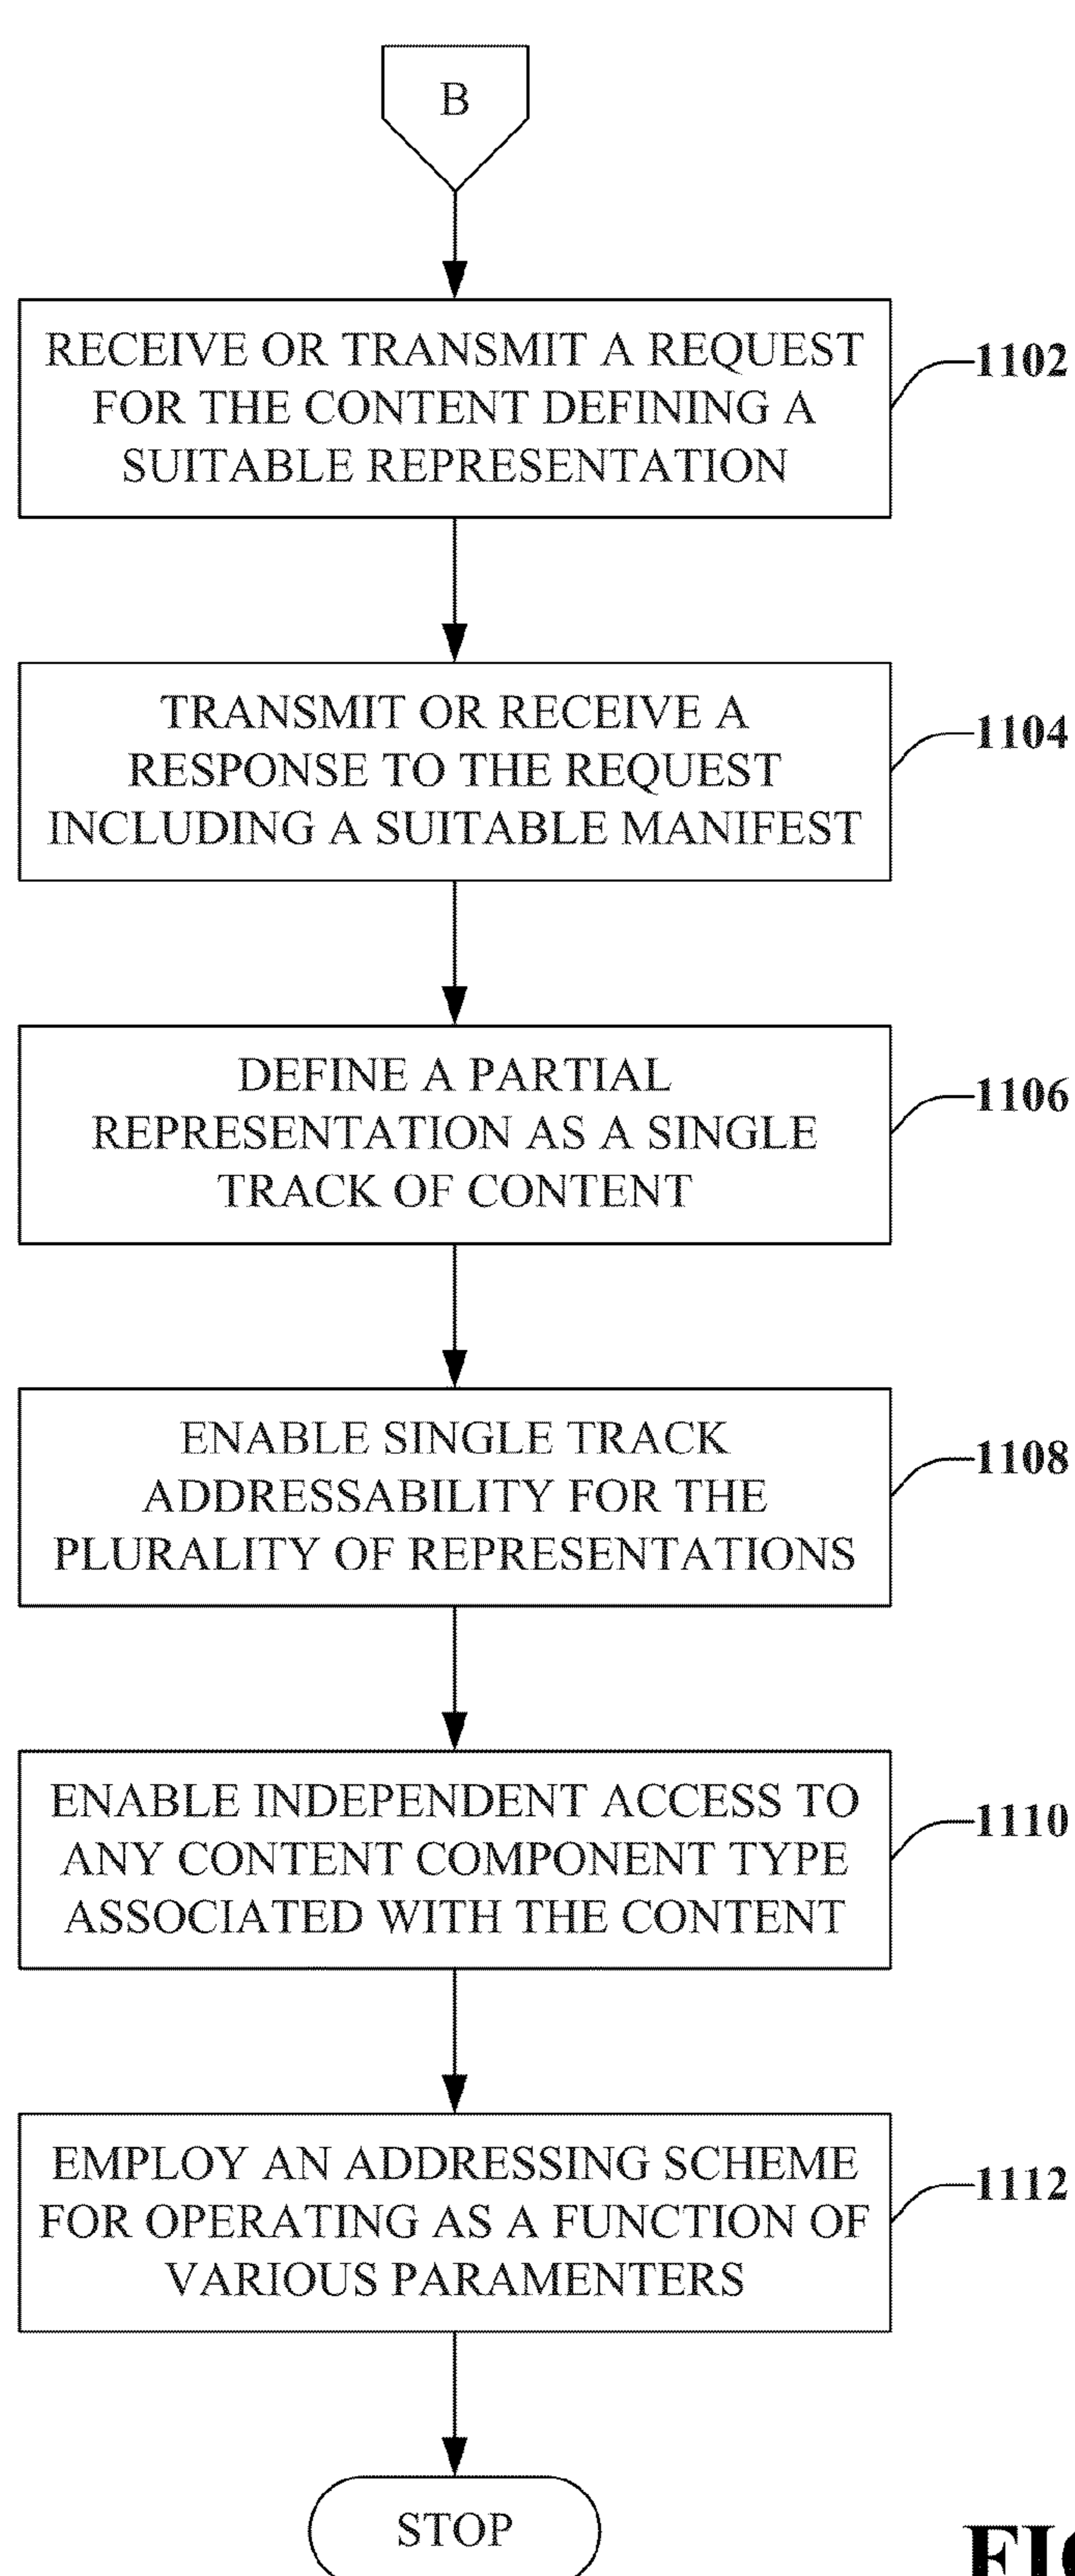 B
RECEIVE OR TRANSMIT A REQUEST
FOR THE CONTENT DEFINING A
SUITABLE REPRESENTATION
1102
TRANSMIT OR RECEIVE A
RESPONSE TO THE REQUEST
INCLUDING A SUITABLE MANIFEST
1104
DEFINE A PARTIAL
REPRESENTATION AS A SINGLE
TRACK OF CONTENT
1106
ENABLE SINGLE TRACK
ADDRESSABILITY FOR THE
PLURALITY OF REPRESENTATIONS
1108
ENABLE INDEPENDENT ACCESS TO
ANY CONTENT COMPONENT TYPE
ASSOCIATED WITH THE CONTENT
1110
EMPLOY AN ADDRESSING SCHEME
FOR OPERATING AS A FUNCTION OF
VARIOUS PARAMENTERS
1112
STOP